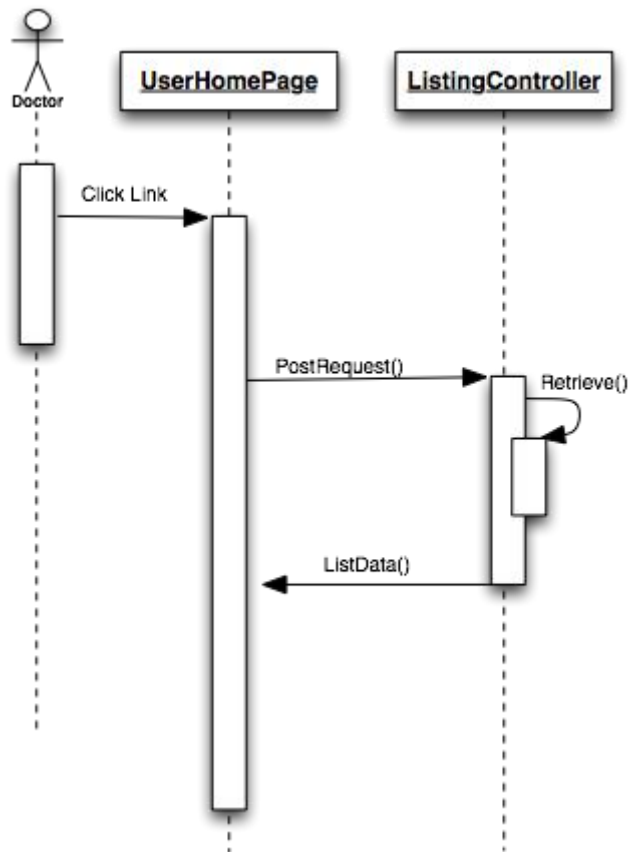 Doctor
UserHomePage
ListingController
Click Link
PostRequest()
Retrieve()
ListData()